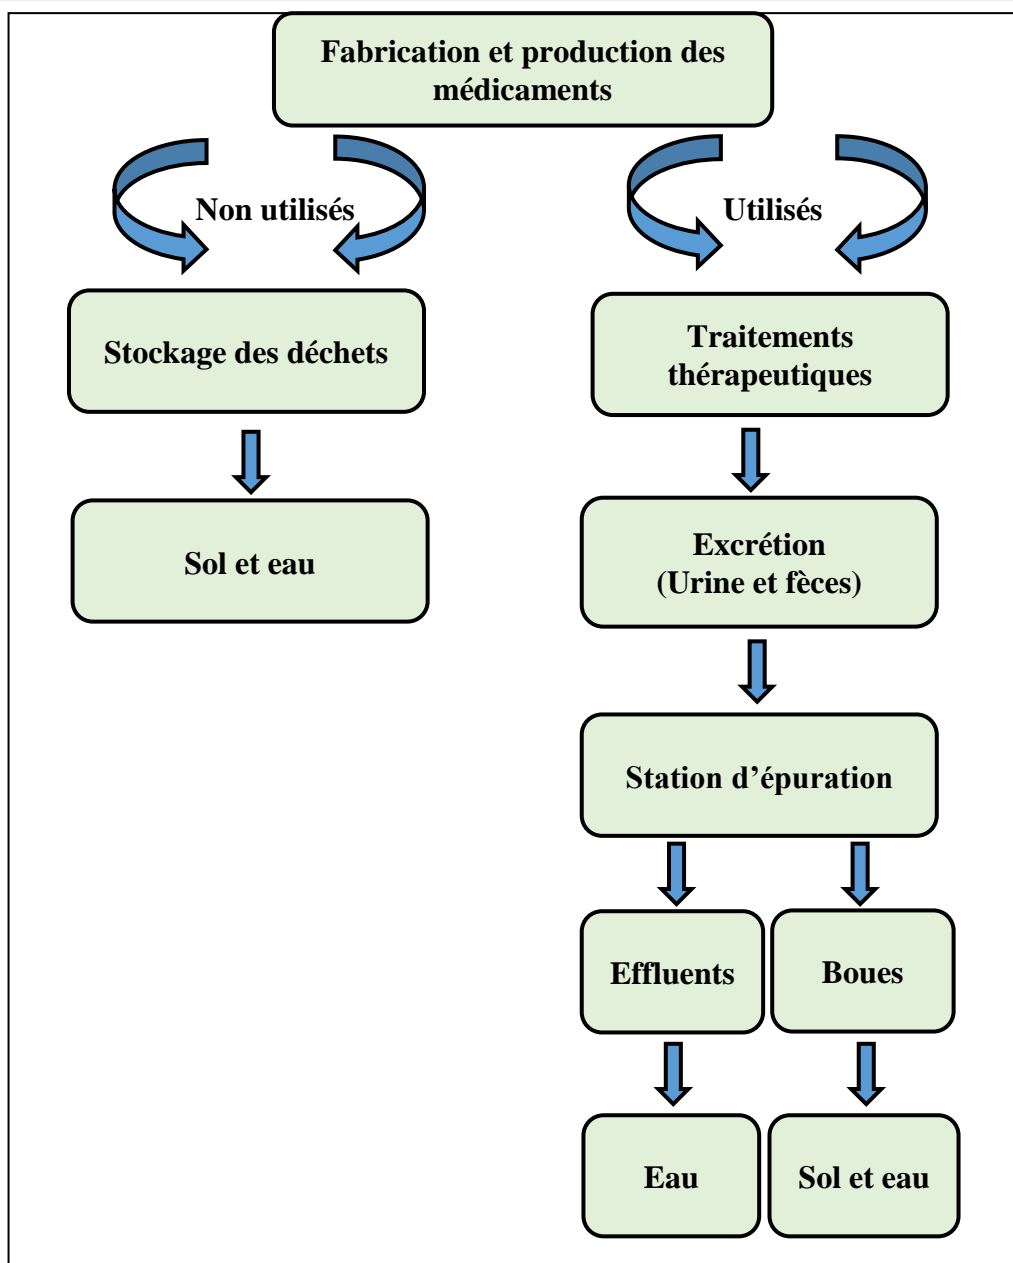 Fabrication et production des
médicaments
Non utilisés
Utilisés
Stockage des déchets
Traitements
thérapeutiques
Sol et eau
Excrétion
(Urine et fèces)
Station d’épuration
Effluents
Boues
Eau
Sol et eau